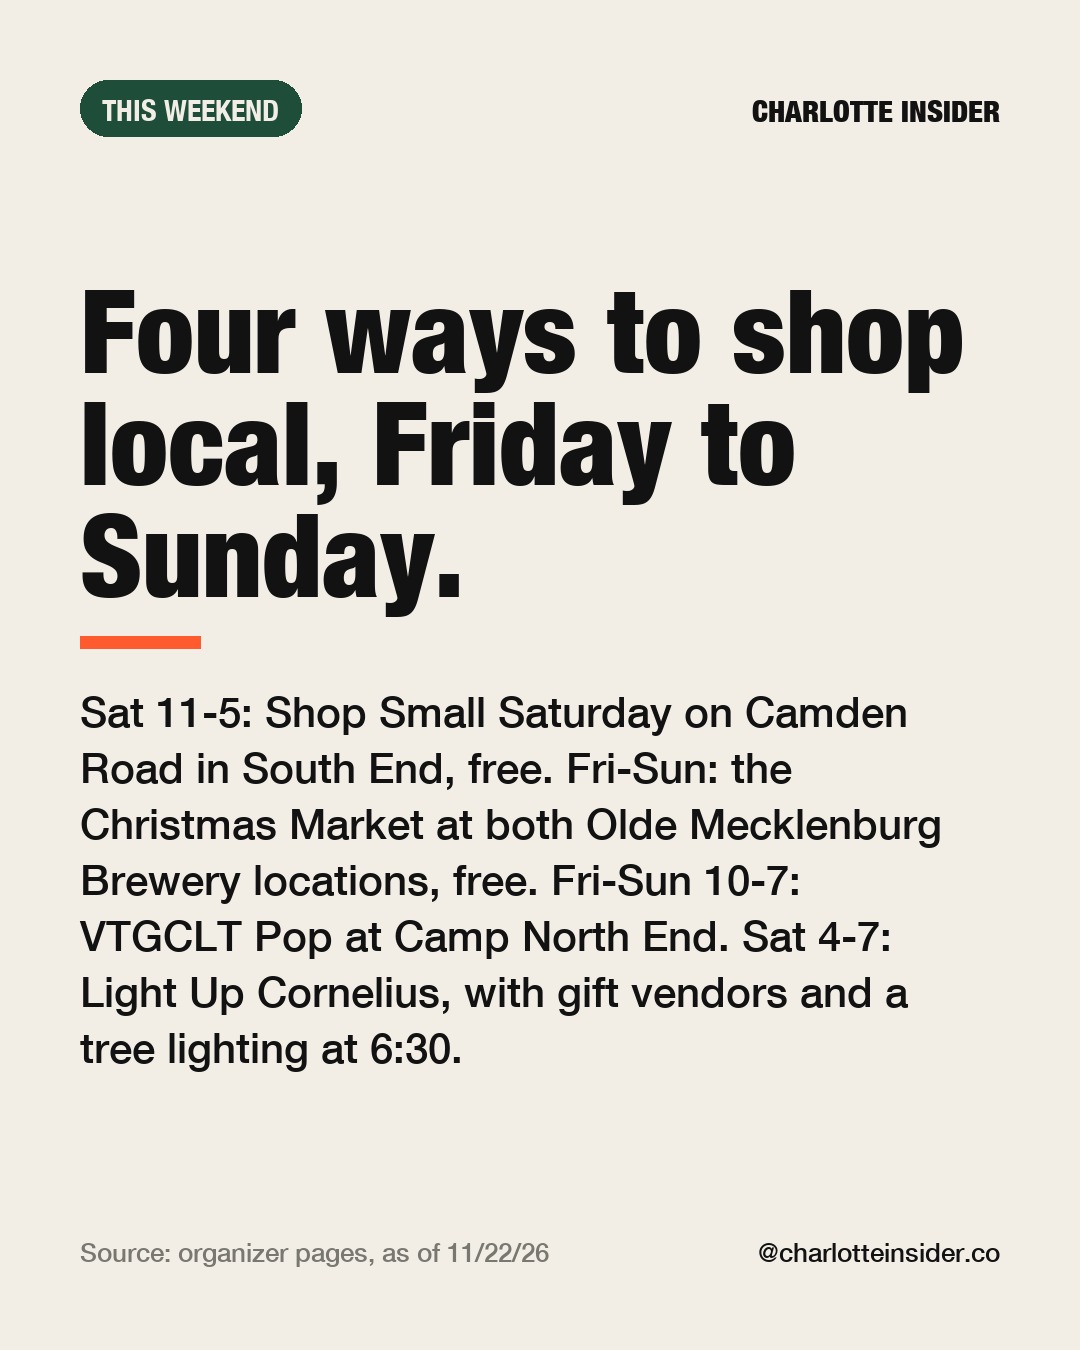 THIS WEEKEND
CHARLOTTE INSIDER
Four ways to shop
local, Friday to
Sunday.
Sat 11-5: Shop Small Saturday on Camden
Road in South End, free. Fri-Sun: the
Christmas Market at both Olde Mecklenburg
Brewery locations, free. Fri-Sun 10-7:
VTGCLT Pop at Camp North End. Sat 4-7:
Light Up Cornelius, with gift vendors and a
tree lighting at 6:30.
Source: organizer pages, as of 11/22/26
@charlotteinsider.co